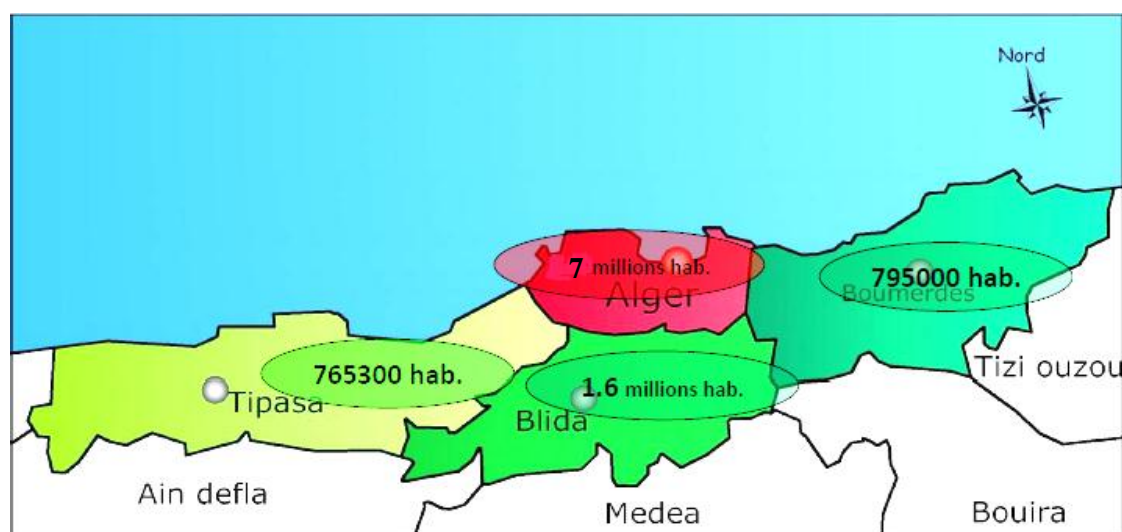 Nord
7 millions hab.
Alger
795000 hab.
Boumerdes
Tizi ouzou
765300 hab.
Tipasa
1.6 millions hab.
Blida
Ain defla
Medea
Bouira